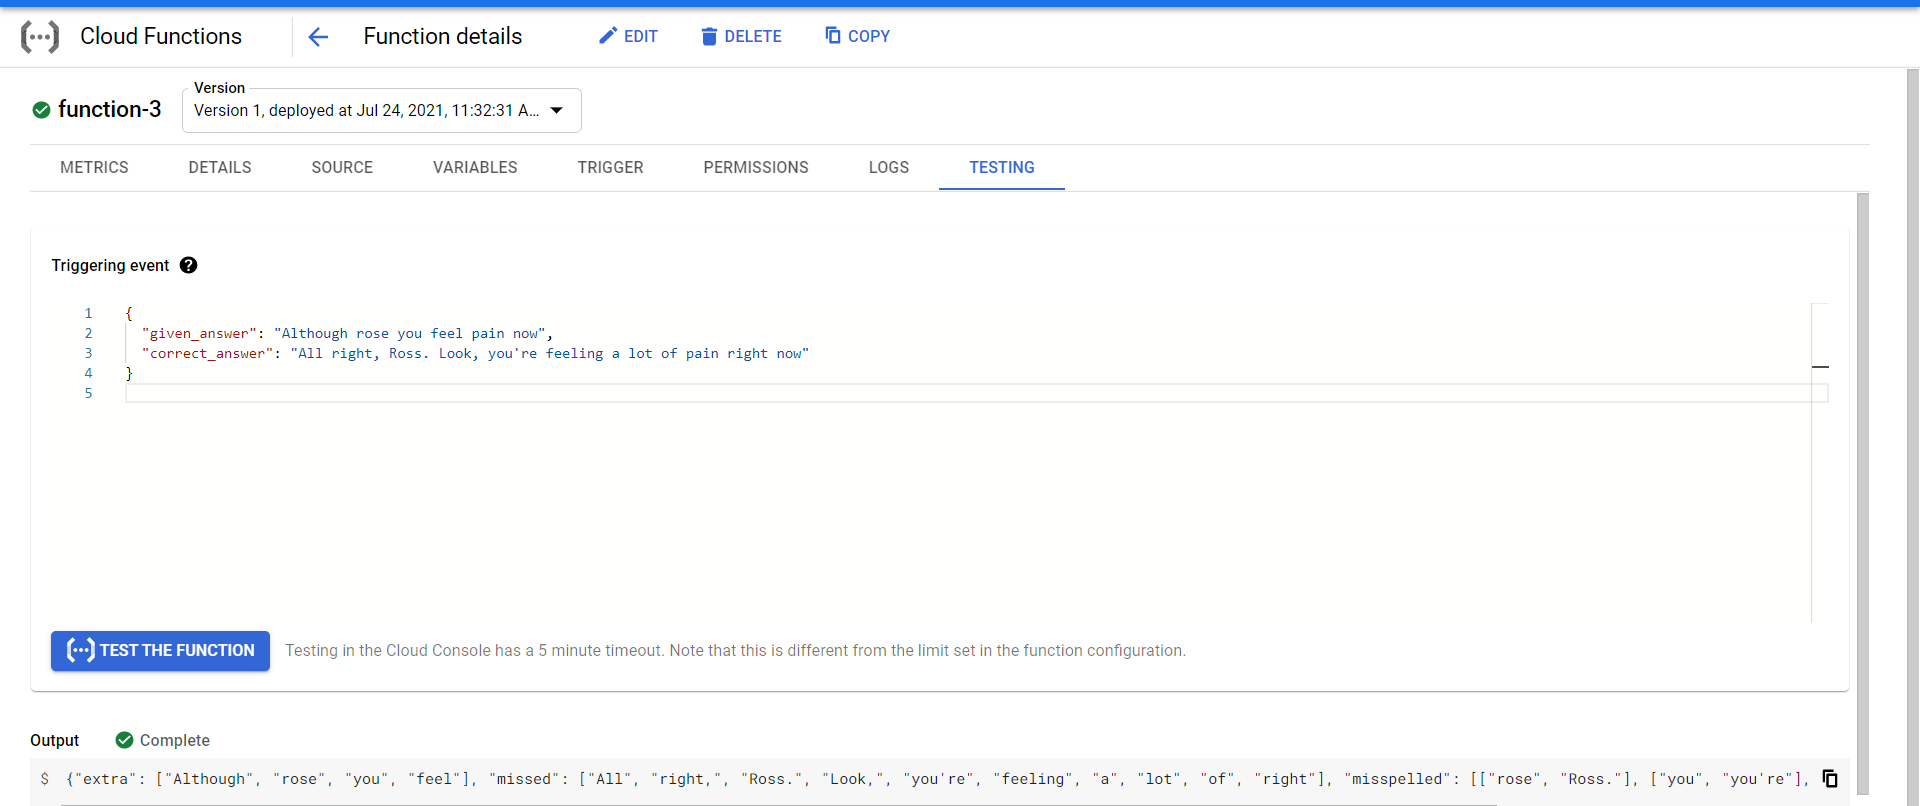 Cloud Functions
Function details
EDIT
DELETE
COPY
function-3
Version
Version 1, deployed at Jul 24, 2021, 11:32:31 A...
METRICS
DETAILS
SOURCE
VARIABLES
TRIGGER
PERMISSIONS
LOGS
TESTING
Triggering event
1 {
2 "given_answer": "Although rose you feel pain now",
3 "correct_answer": "All right, Ross. Look, you're feeling a lot of pain right now"
4 }
5
TEST THE FUNCTION
Testing in the Cloud Console has a 5 minute timeout. Note that this is different from the limit set in the function configuration.
Output
Complete
$ {"extra": ["Although", "rose", "you", "feel"], "missed": ["All", "right,", "Ross.", "Look,", "you're", "feeling", "a", "lot", "of", "right"], "misspelled": [["rose", "Ross."], ["you", "you're"],